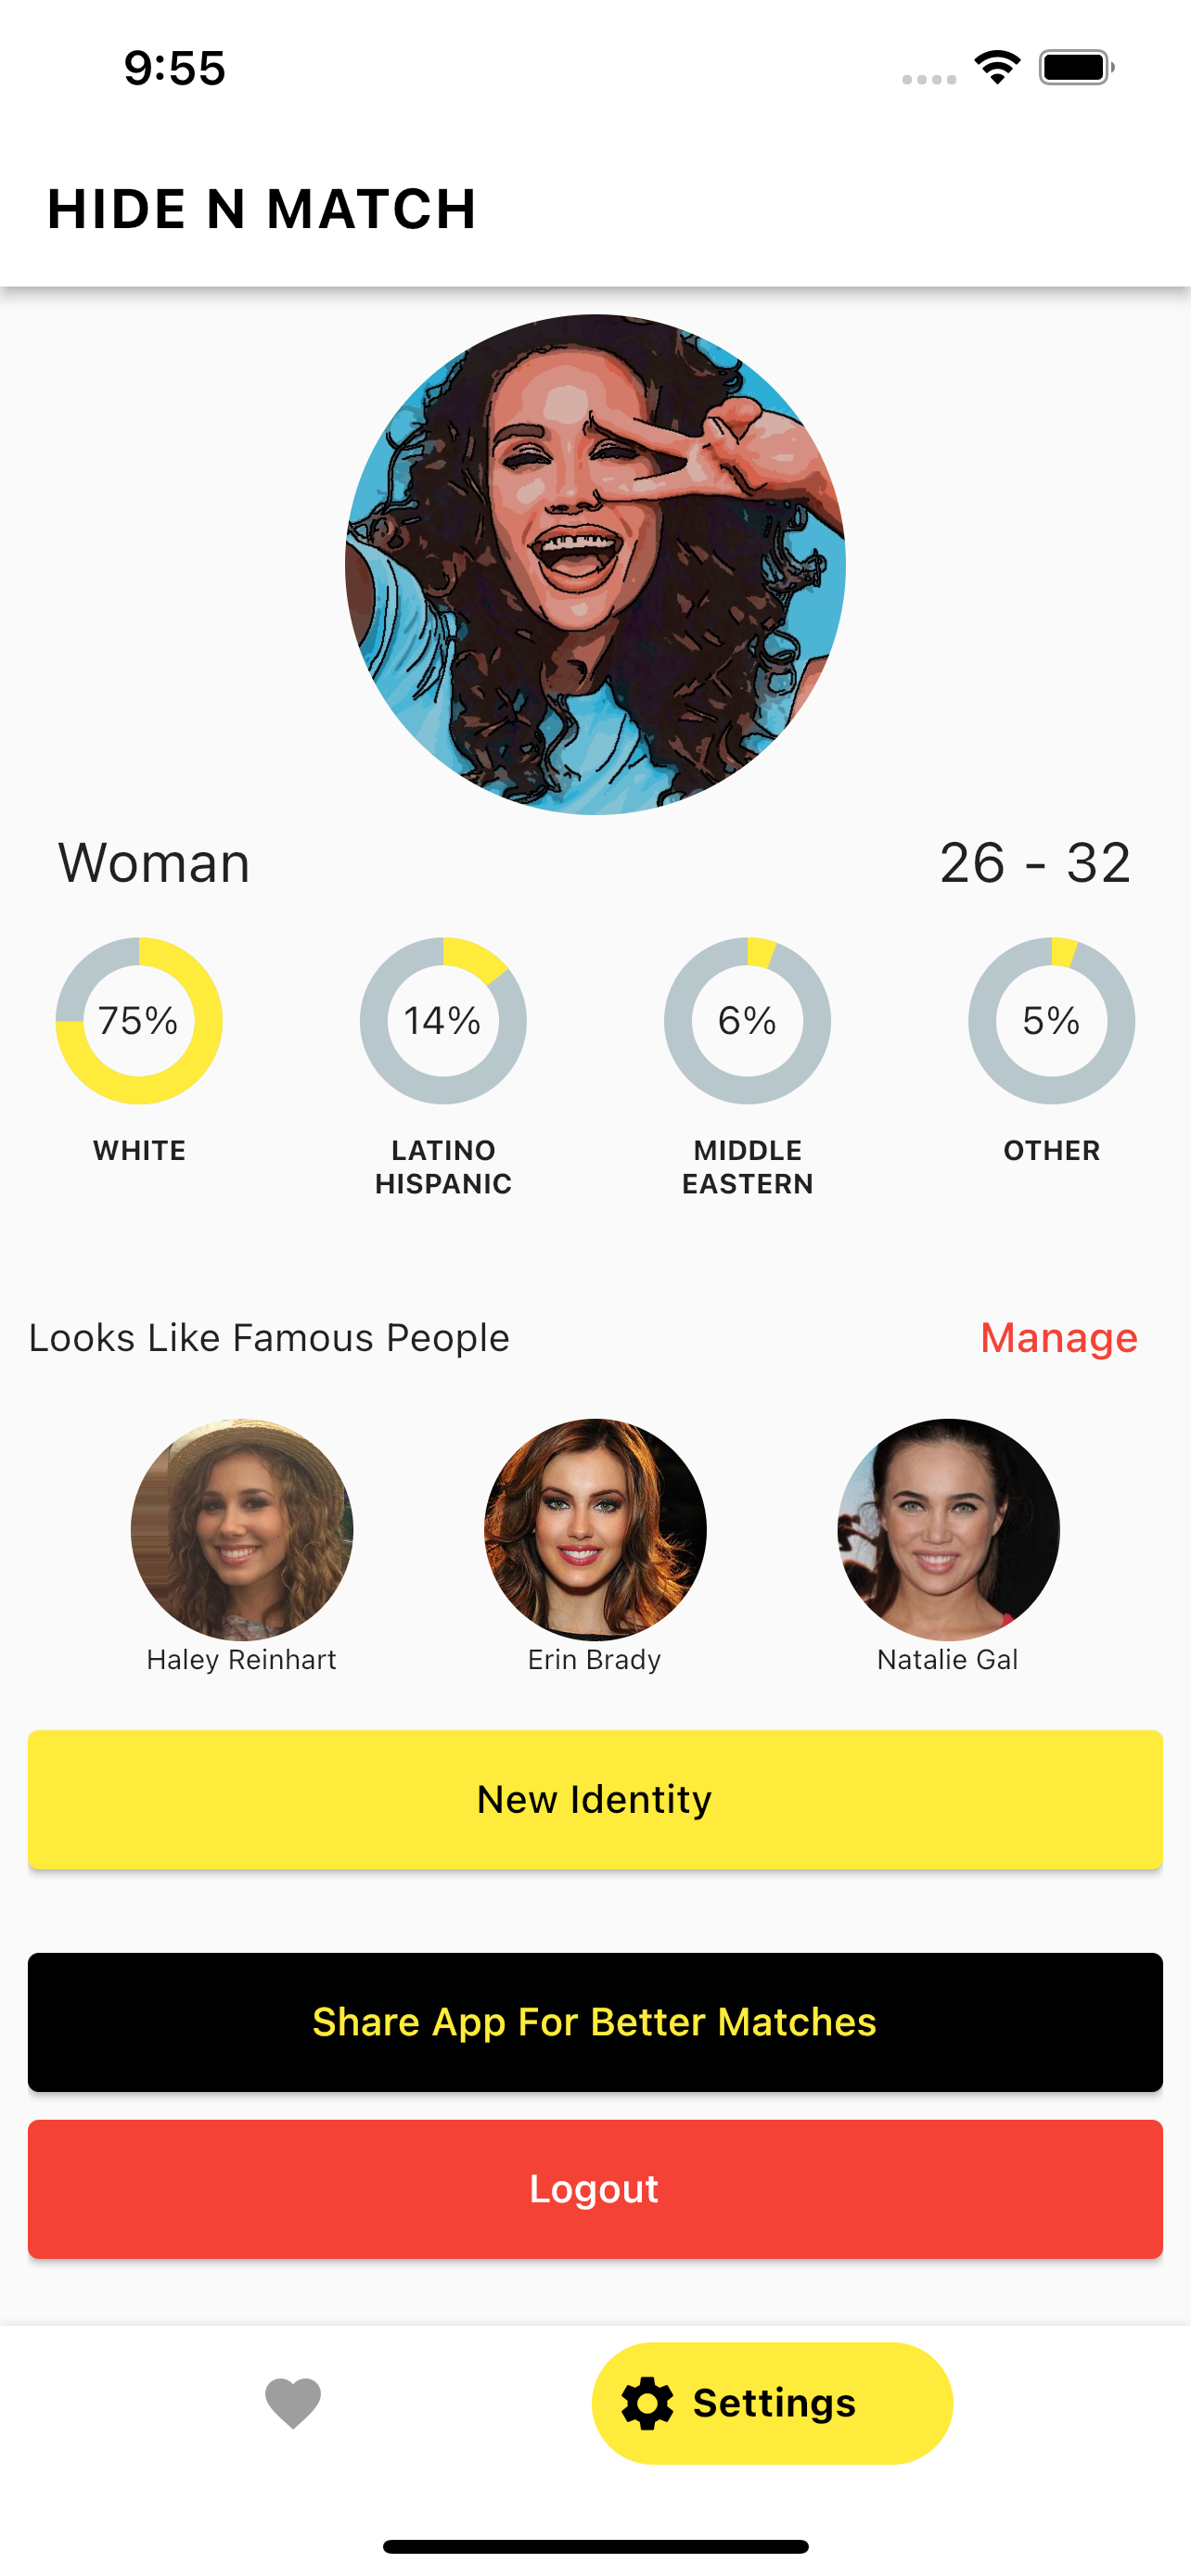 9:55
HIDE N MATCH
Woman
26 - 32
75%
14%
6%
5%
WHITE
LATINO
HISPANIC
MIDDLE
EASTERN
OTHER
Looks Like Famous People
Manage
Haley Reinhart
Erin Brady
Natalie Gal
New Identity
Share App For Better Matches
Logout
Settings